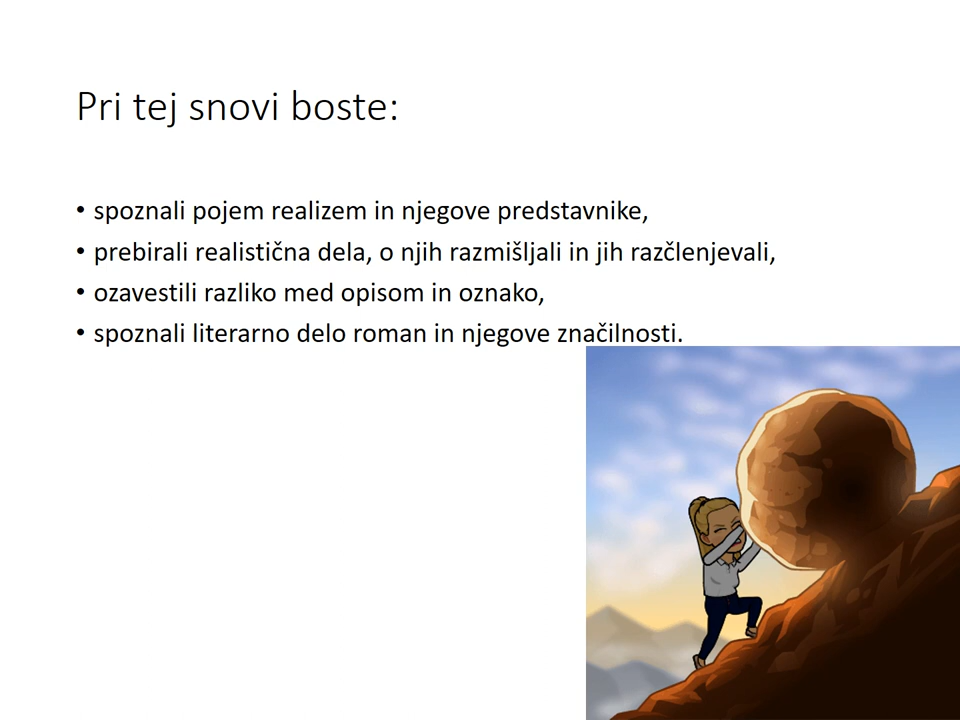 Pri tej snovi boste:
• spoznali pojem realizem in njegove predstavnike,
• prebirali realistična dela, o njih razmišljali in jih razčlenjevali,
• ozavestili razliko med opisom in oznako,
• spoznali literarno delo roman in njegove značilnosti.